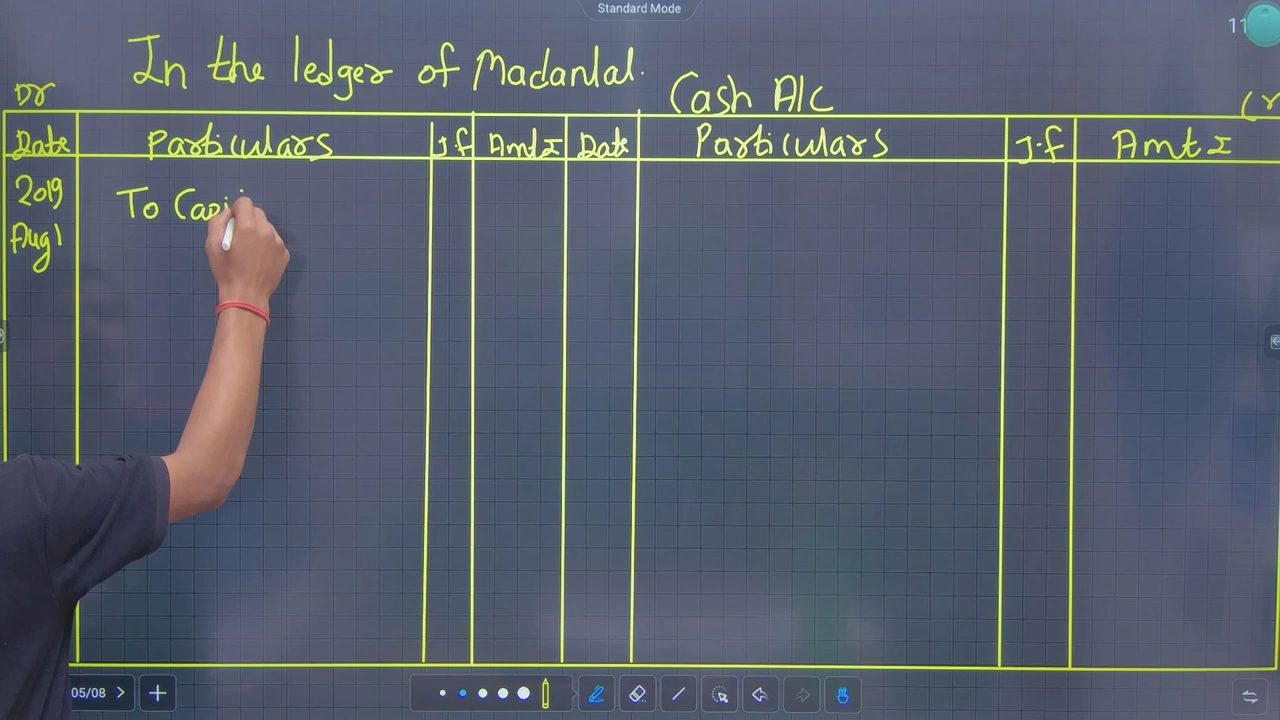 Standard Mode
11
In the ledger of Madanlal.
Dr
Cash A/c
(r
Date Particulars J.f Amt I Date Particulars J.f Amt I
2019
Aug 1
To Capi
05/08